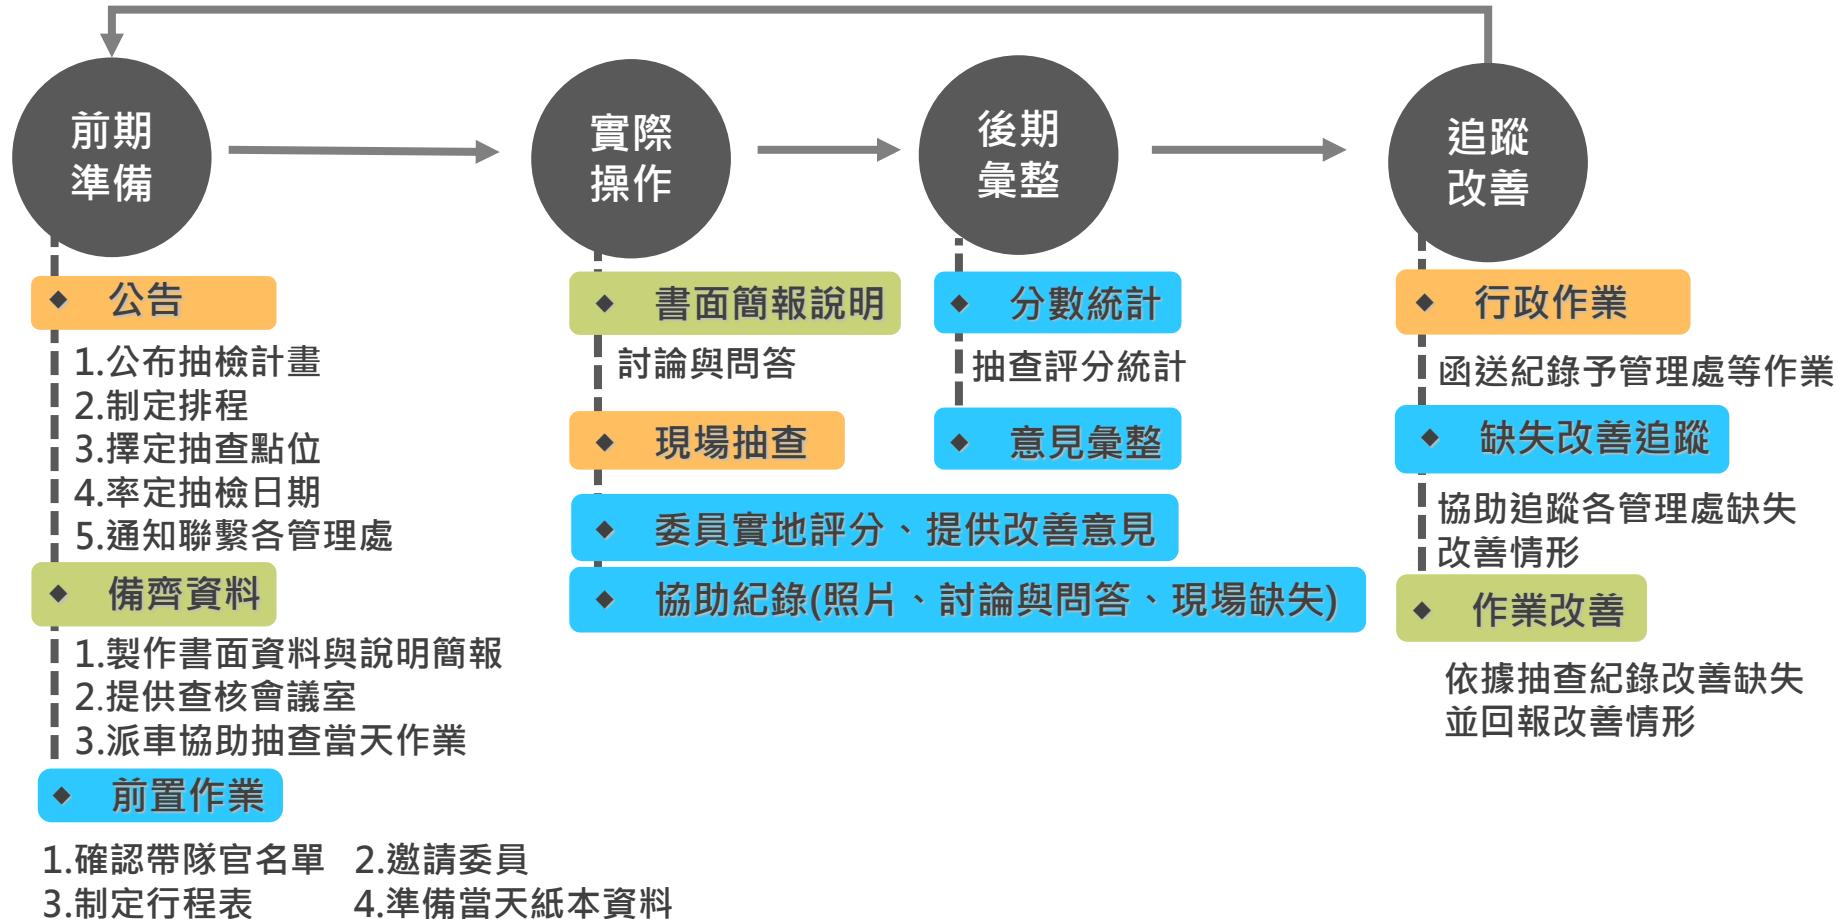 前期
準備
實際
操作
後期
彙整
追蹤
改善
◆ 公告
1.公布抽檢計畫
2.制定排程
3.擇定抽查點位
4.率定抽檢日期
5.通知聯繫各管理處
◆ 備齊資料
1.製作書面資料與說明簡報
2.提供查核會議室
3.派車協助抽查當天作業
◆ 前置作業
1.確認帶隊官名單 2.邀請委員
3.制定行程表 4.準備當天紙本資料
◆ 書面簡報說明
討論與問答
◆ 現場抽查
◆ 委員實地評分、提供改善意見
◆ 協助紀錄(照片、討論與問答、現場缺失)
◆ 分數統計
抽查評分統計
◆ 意見彙整
◆ 行政作業
函送紀錄予管理處等作業
◆ 缺失改善追蹤
協助追蹤各管理處缺失
改善情形
◆ 作業改善
依據抽查紀錄改善缺失
並回報改善情形